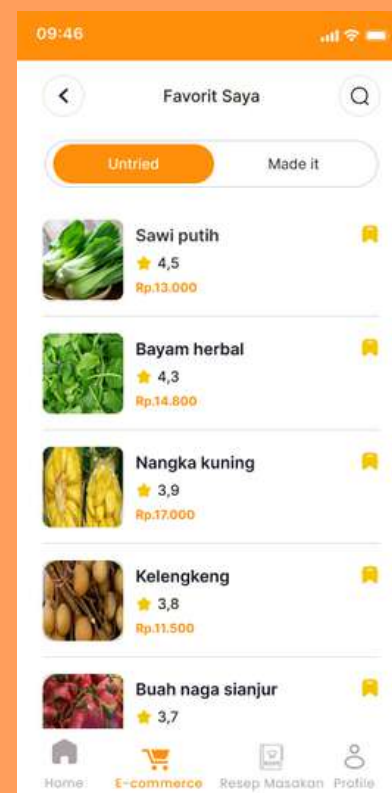 09:46
Favorit Saya
Untried
Made it
Sawi putih
4,5
Rp.13.000
Bayam herbal
4,3
Rp.14.800
Nangka kuning
3,9
Rp.17.000
Kelengkeng
3,8
Rp.11.500
Buah naga sianjur
3,7
Home
E-commerce
Resep Masakan
Profile